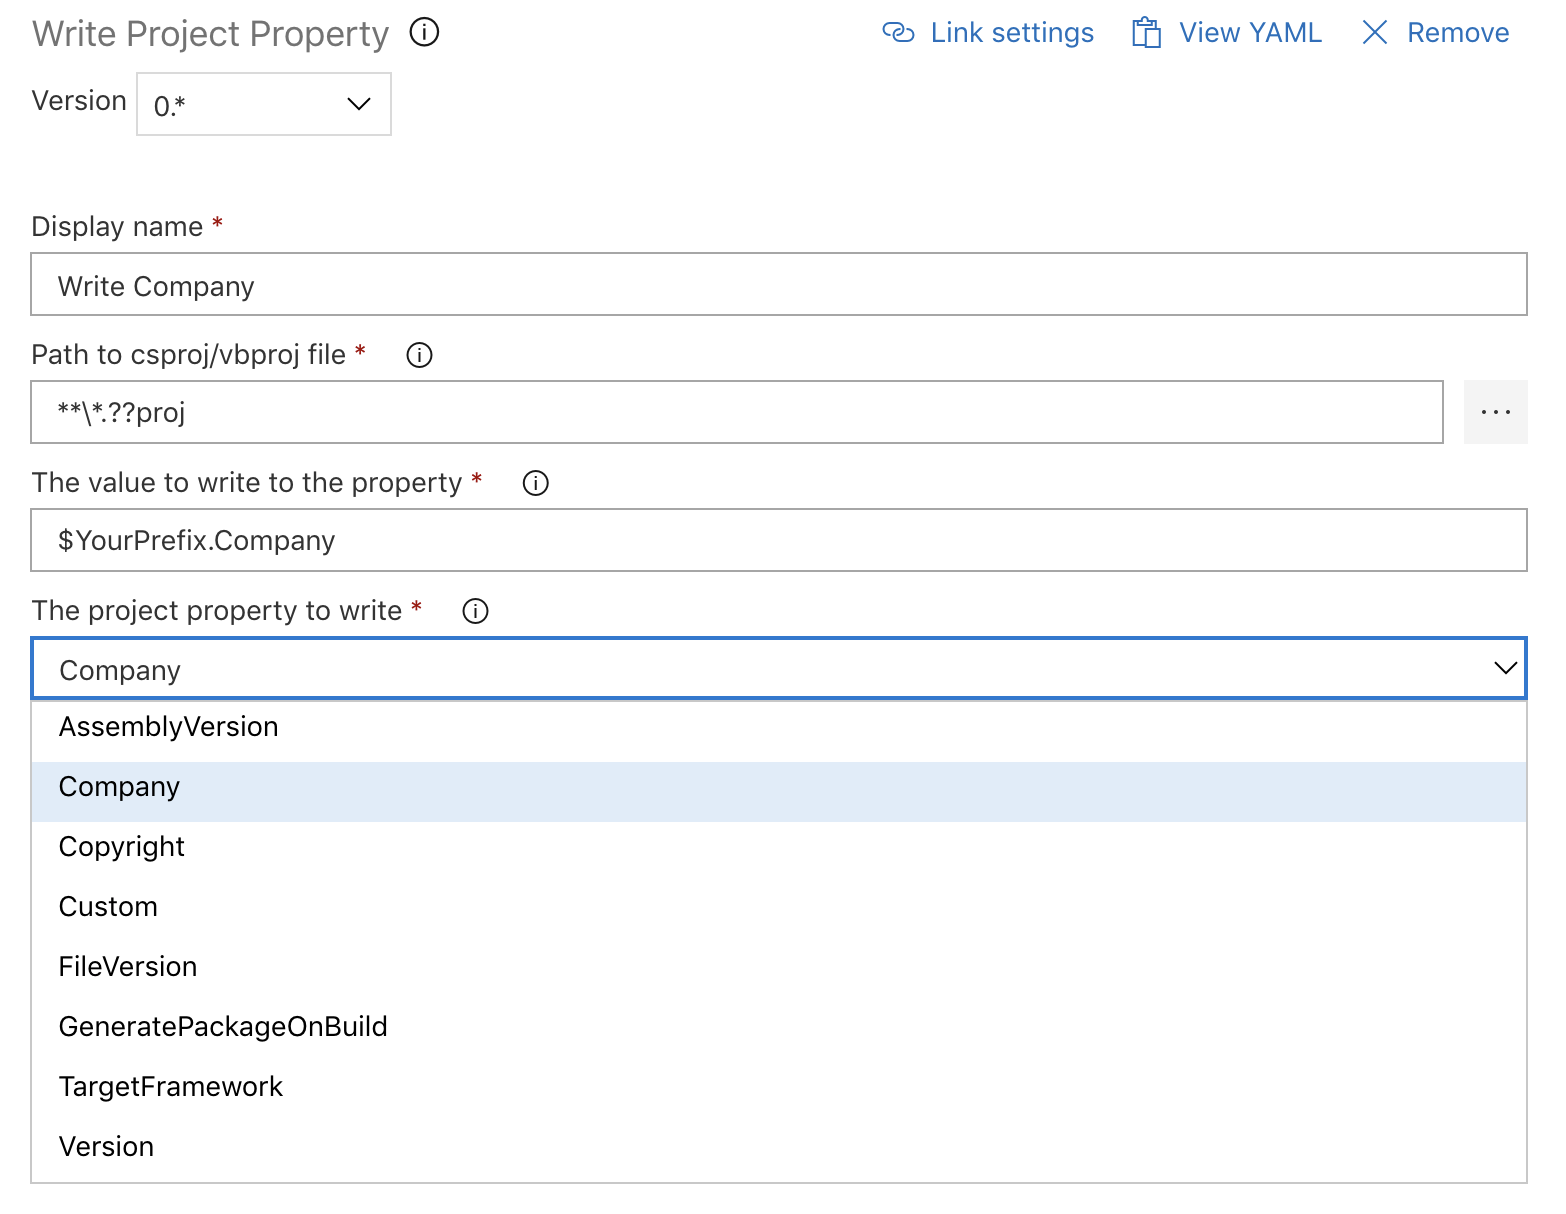 Write Project Property
Link settings
View YAML
Remove
Version 0.*
Display name *
Write Company
Path to csproj/vbproj file *
**\*.??proj
...
The value to write to the property *
$YourPrefix.Company
The project property to write *
Company
AssemblyVersion
Company
Copyright
Custom
FileVersion
GeneratePackageOnBuild
TargetFramework
Version